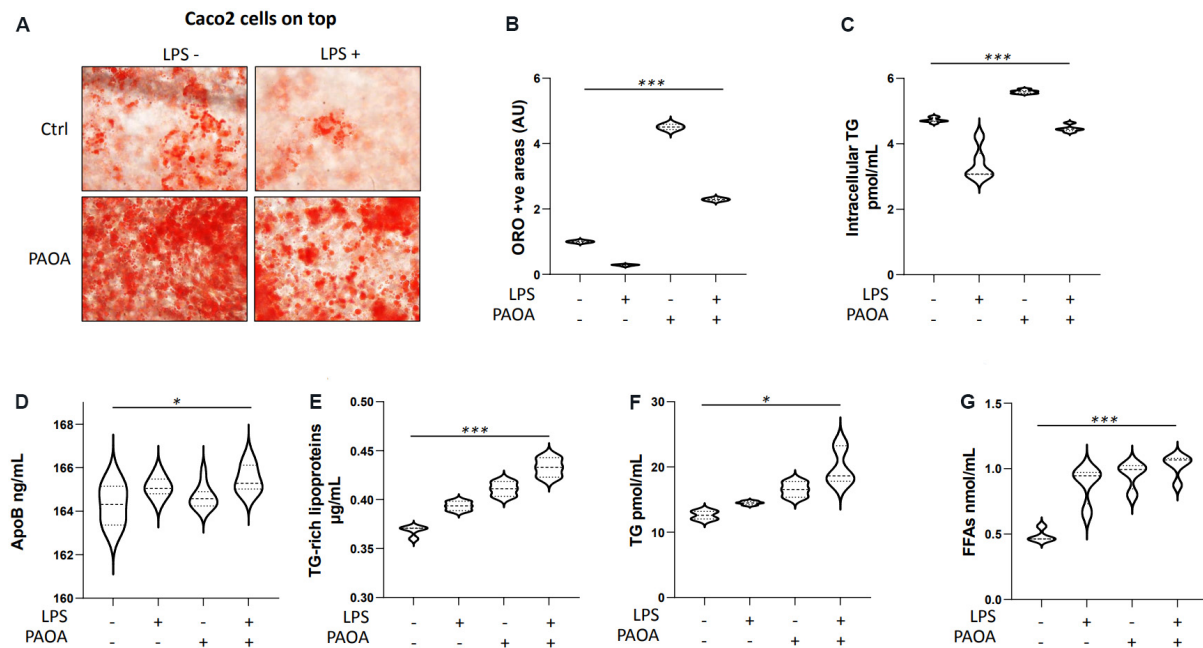 A
Caco2 cells on top
LPS -
LPS +
Ctrl
PAOA
B
***
ORO +ve areas (AU)
6
4
2
0
LPS - + - +
PAOA - - + +
C
***
Intracellular TG
pmol/mL
6
4
2
0
LPS - + - +
PAOA - - + +
D
*
ApoB ng/mL
168
166
164
162
160
LPS - + - +
PAOA - - + +
E
***
TG-rich lipoproteins
µg/mL
0.50
0.45
0.40
0.35
0.30
LPS - + - +
PAOA - - + +
F
*
TG pmol/mL
30
20
10
0
LPS - + - +
PAOA - - + +
G
***
FFAs nmol/mL
1.5
1.0
0.5
0.0
LPS - + - +
PAOA - - + +